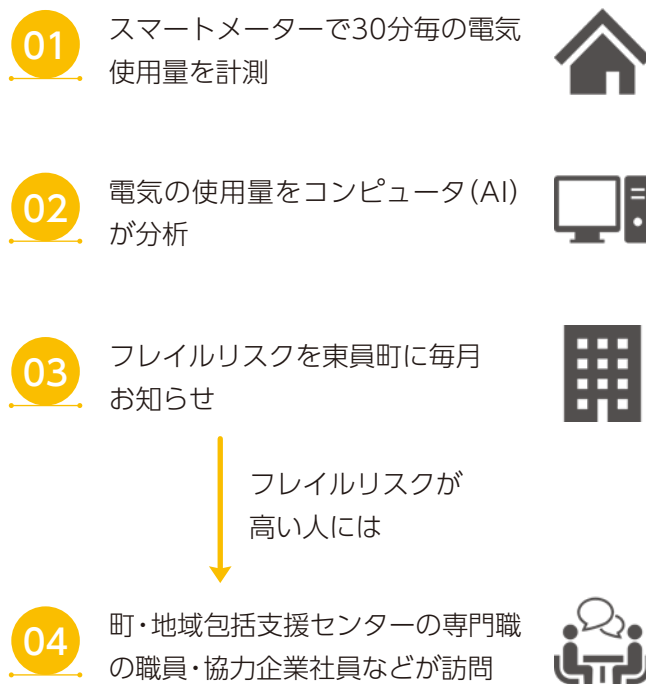 01
スマートメーターで30分毎の電気
使用量を計測
02
電気の使用量をコンピュータ(AI)
が分析
03
フレイルリスクを東員町に毎月
お知らせ
フレイルリスクが
高い人には
04
町・地域包括支援センターの専門職
の職員・協力企業社員などが訪問